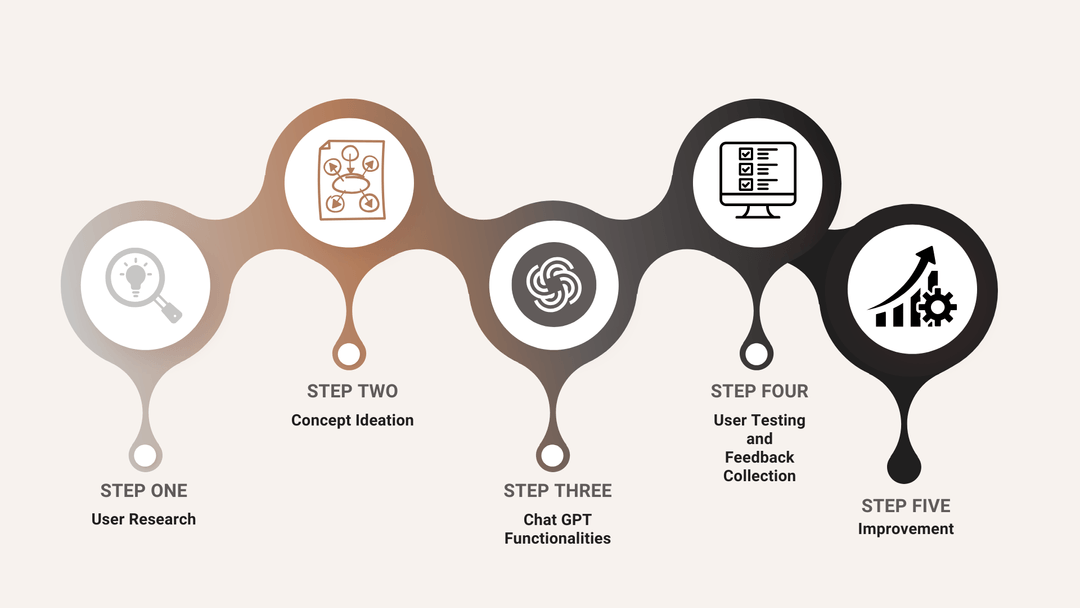 STEP ONE
User Research
STEP TWO
Concept Ideation
STEP THREE
Chat GPT
Functionalities
STEP FOUR
User Testing
and
Feedback
Collection
STEP FIVE
Improvement